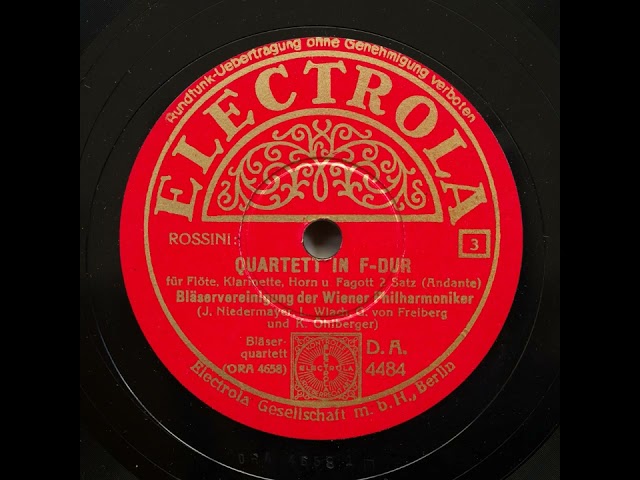 Rundfunk-Uebertragung ohne Genehmigung verboten
ELECTROLA
ROSSINI:
3
QUARTETT IN F-DUR
für Flöte, Klarinette, Horn u Fagott 2 Satz (Andante)
Bläservereinigung der Wiener Philharmoniker
(J. Niedermayer, L. Wlach, G. von Freiberg
und K. Öhlberger)
Bläser-
quartett
(ORA 4658)
ELECTROLA
D.A.
4484
Electrola Gesellschaft m. b. H., Berlin